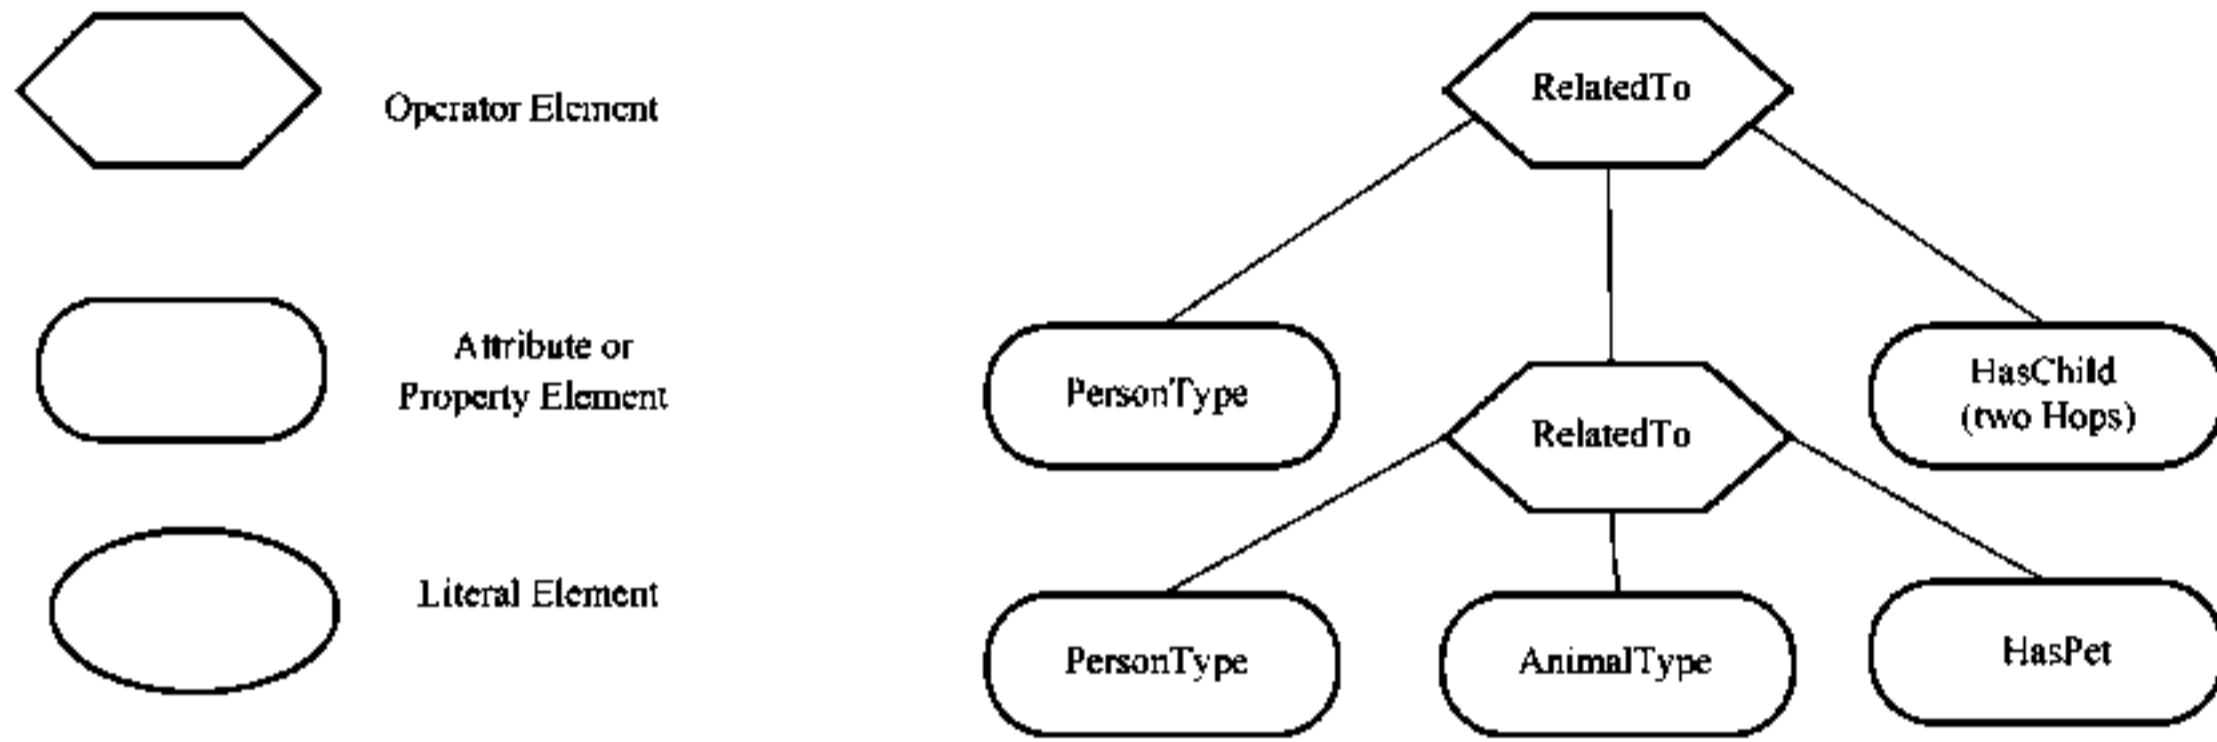 Operator Element
Attribute or
Property Element
Literal Element
RelatedTo
PersonType
RelatedTo
HasChild
(two Hops)
PersonType
AnimalType
HasPet